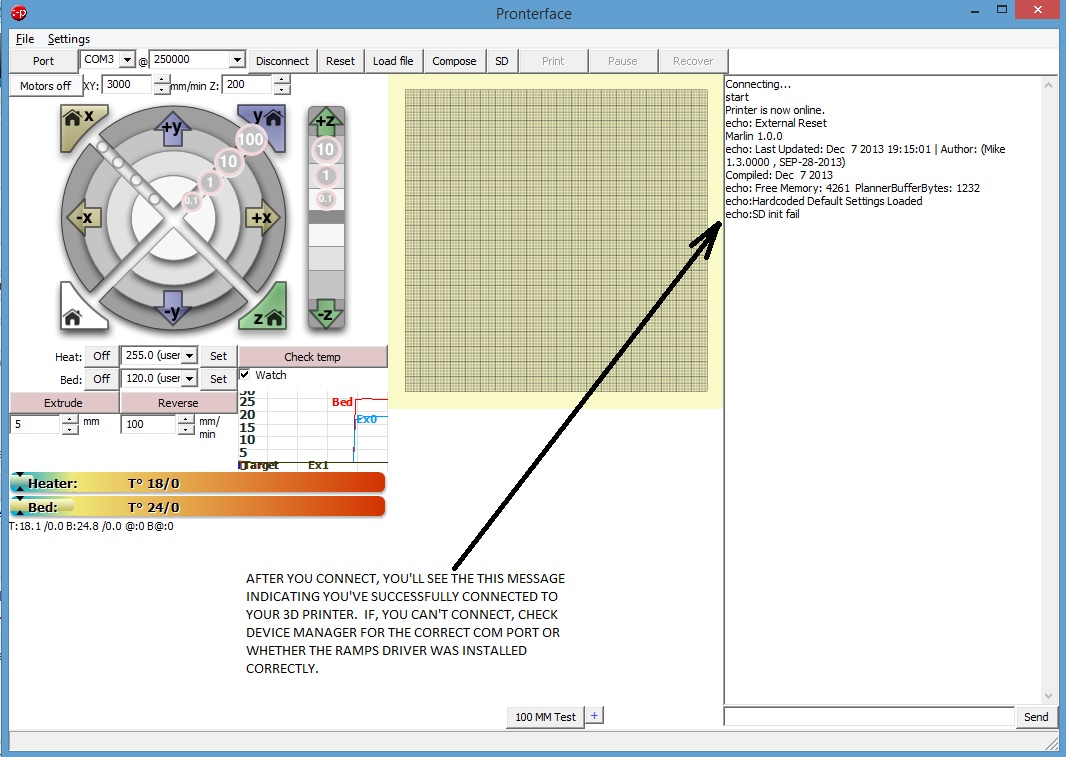 Pronterface
File Settings
Port COM3 @ 250000 Disconnect Reset Load file Compose SD Print Pause Recover
Motors off XY: 3000 mm/min Z: 200
x
y
+y
-x
+x
-y
z
100
10
1
0.1
+z
10
1
0.1
-z
Heat: Off 255.0 (user Set Check temp
Bed: Off 120.0 (user Set Watch
Extrude Reverse
5 mm 100 mm/
min
30
25
20
15
10
5
0
Bed
Ex0
Target Ex1
Heater: T° 18/0
Bed: T° 24/0
T:18.1 /0.0 B:24.8 /0.0 @:0 B@:0
Connecting...
start
Printer is now online.
echo: External Reset
Marlin 1.0.0
echo: Last Updated: Dec 7 2013 19:15:01 | Author: (Mike
1.3.0000 , SEP-28-2013)
Compiled: Dec 7 2013
echo: Free Memory: 4261 PlannerBufferBytes: 1232
echo:Hardcoded Default Settings Loaded
echo:SD init fail
AFTER YOU CONNECT, YOU'LL SEE THE THIS MESSAGE
INDICATING YOU'VE SUCCESSFULLY CONNECTED TO
YOUR 3D PRINTER. IF, YOU CAN'T CONNECT, CHECK
DEVICE MANAGER FOR THE CORRECT COM PORT OR
WHETHER THE RAMPS DRIVER WAS INSTALLED
CORRECTLY.
100 MM Test +
Send